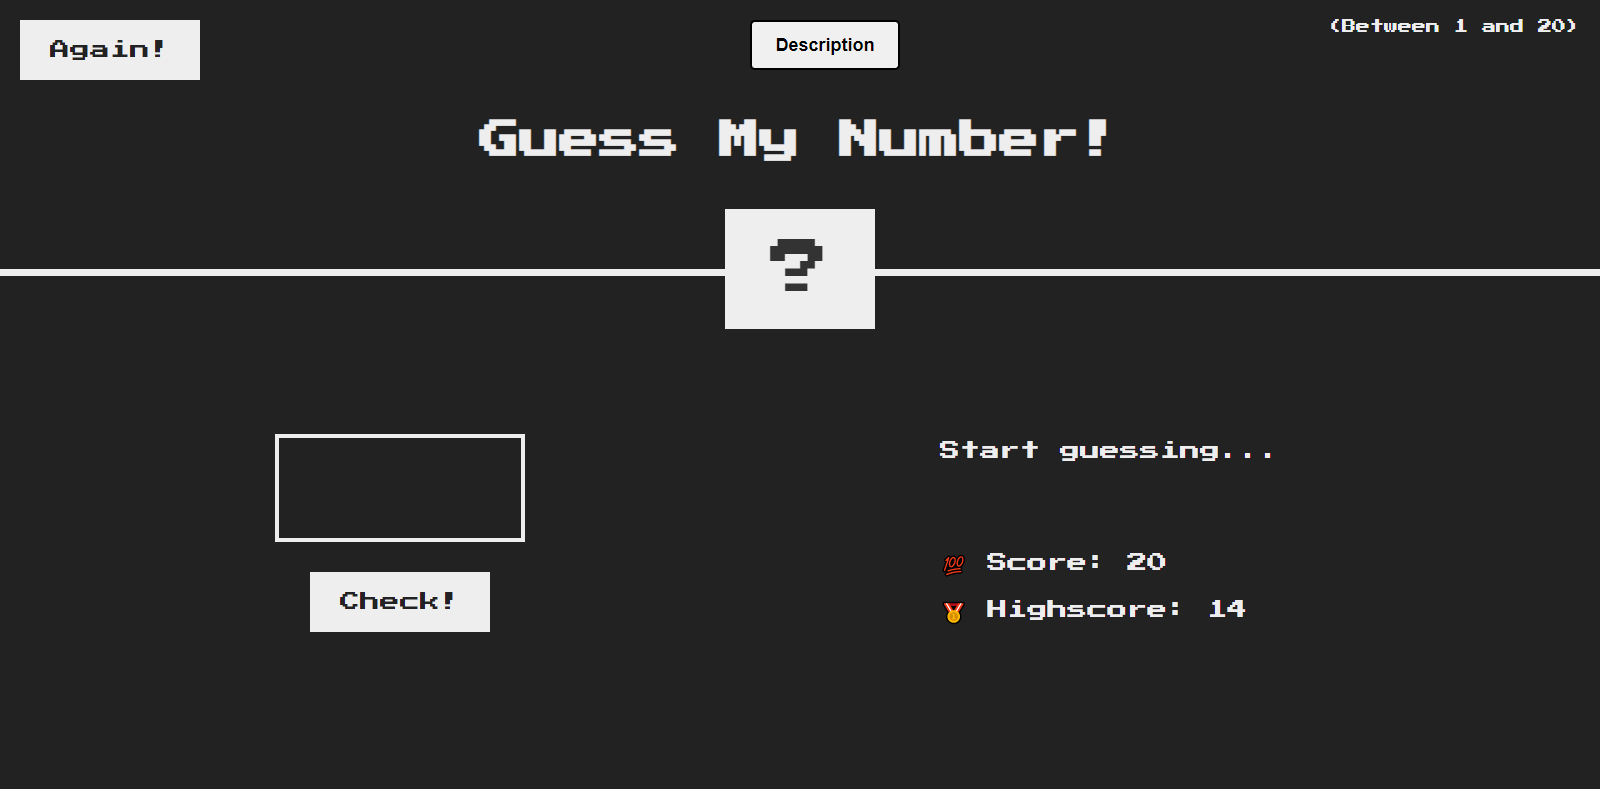 Again!
Description
(Between 1 and 20)
Guess My Number!
?
Start guessing...
💯 Score: 20
🥇 Highscore: 14
Check!